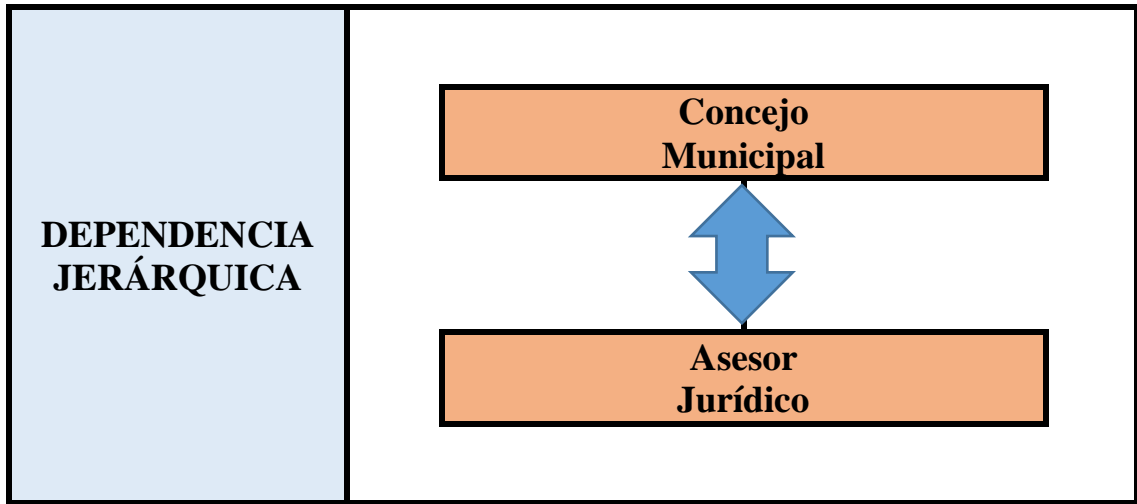 DEPENDENCIA
JERÁRQUICA
Concejo
Municipal
Asesor
Jurídico